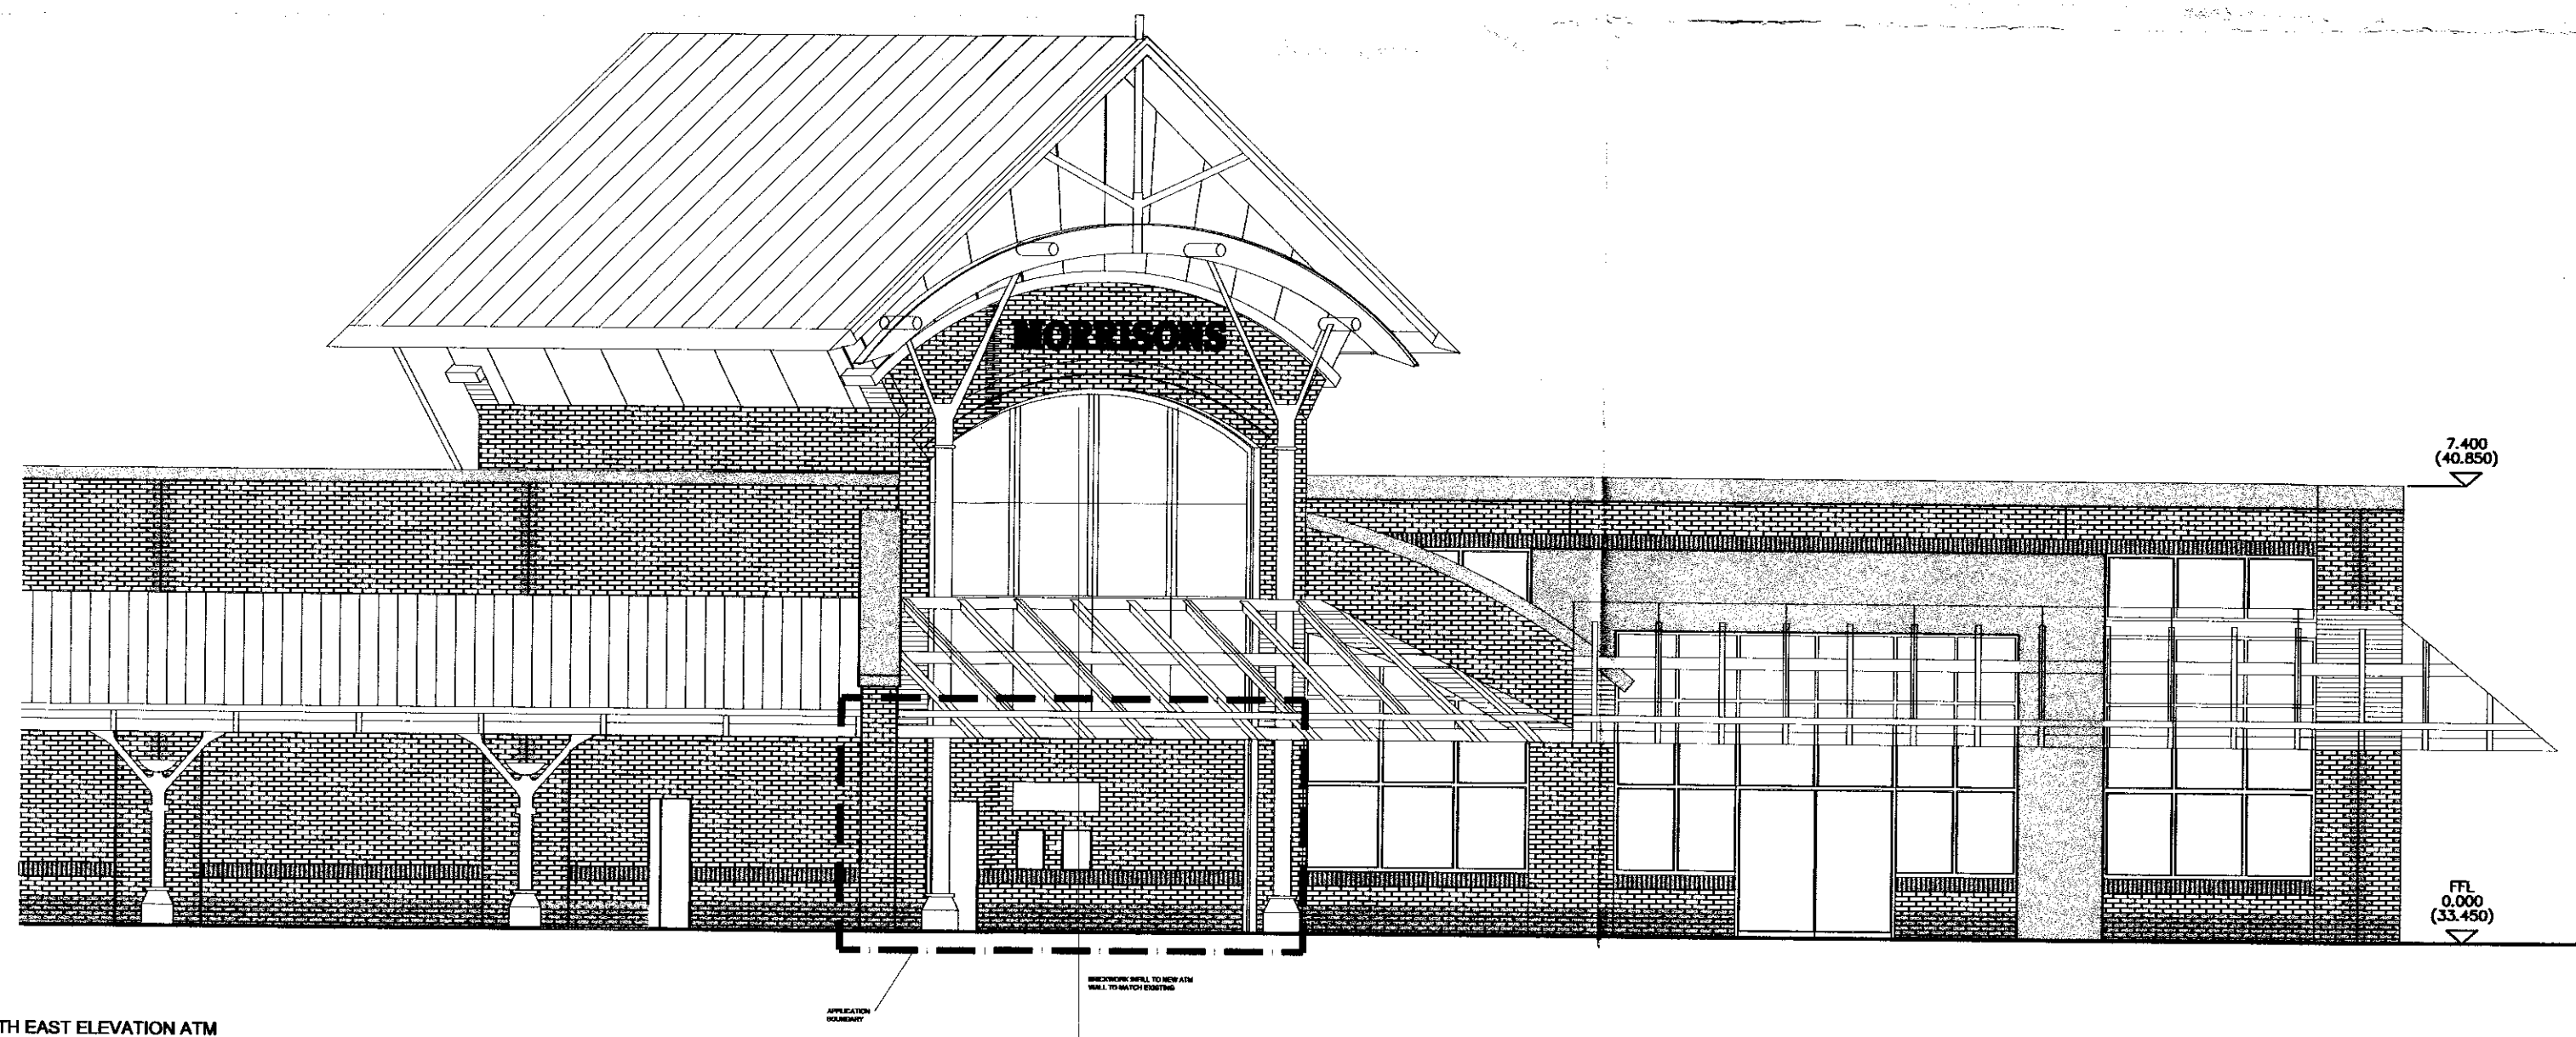 MORRISONS
7.400
(40.850)
FFL
0.000
(33.450)
BRICKWORK INFILL TO NEW ATM
WALL TO MATCH EXISTING
APPLICATION
BOUNDARY
TH EAST ELEVATION ATM